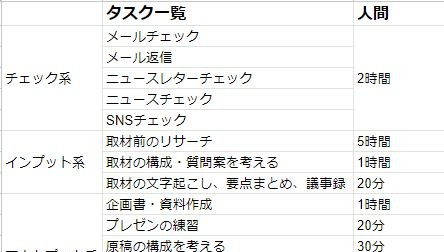 タスク一覧 人間
メールチェック
メール返信
チェック系 ニュースレターチェック 2時間
ニュースチェック
SNSチェック
取材前のリサーチ 5時間
インプット系 取材の構成・質問案を考える 1時間
取材の文字起こし、要点まとめ、議事録 20分
企画書・資料作成 1時間
プレゼンの練習 20分
原稿の構成を考える 30分